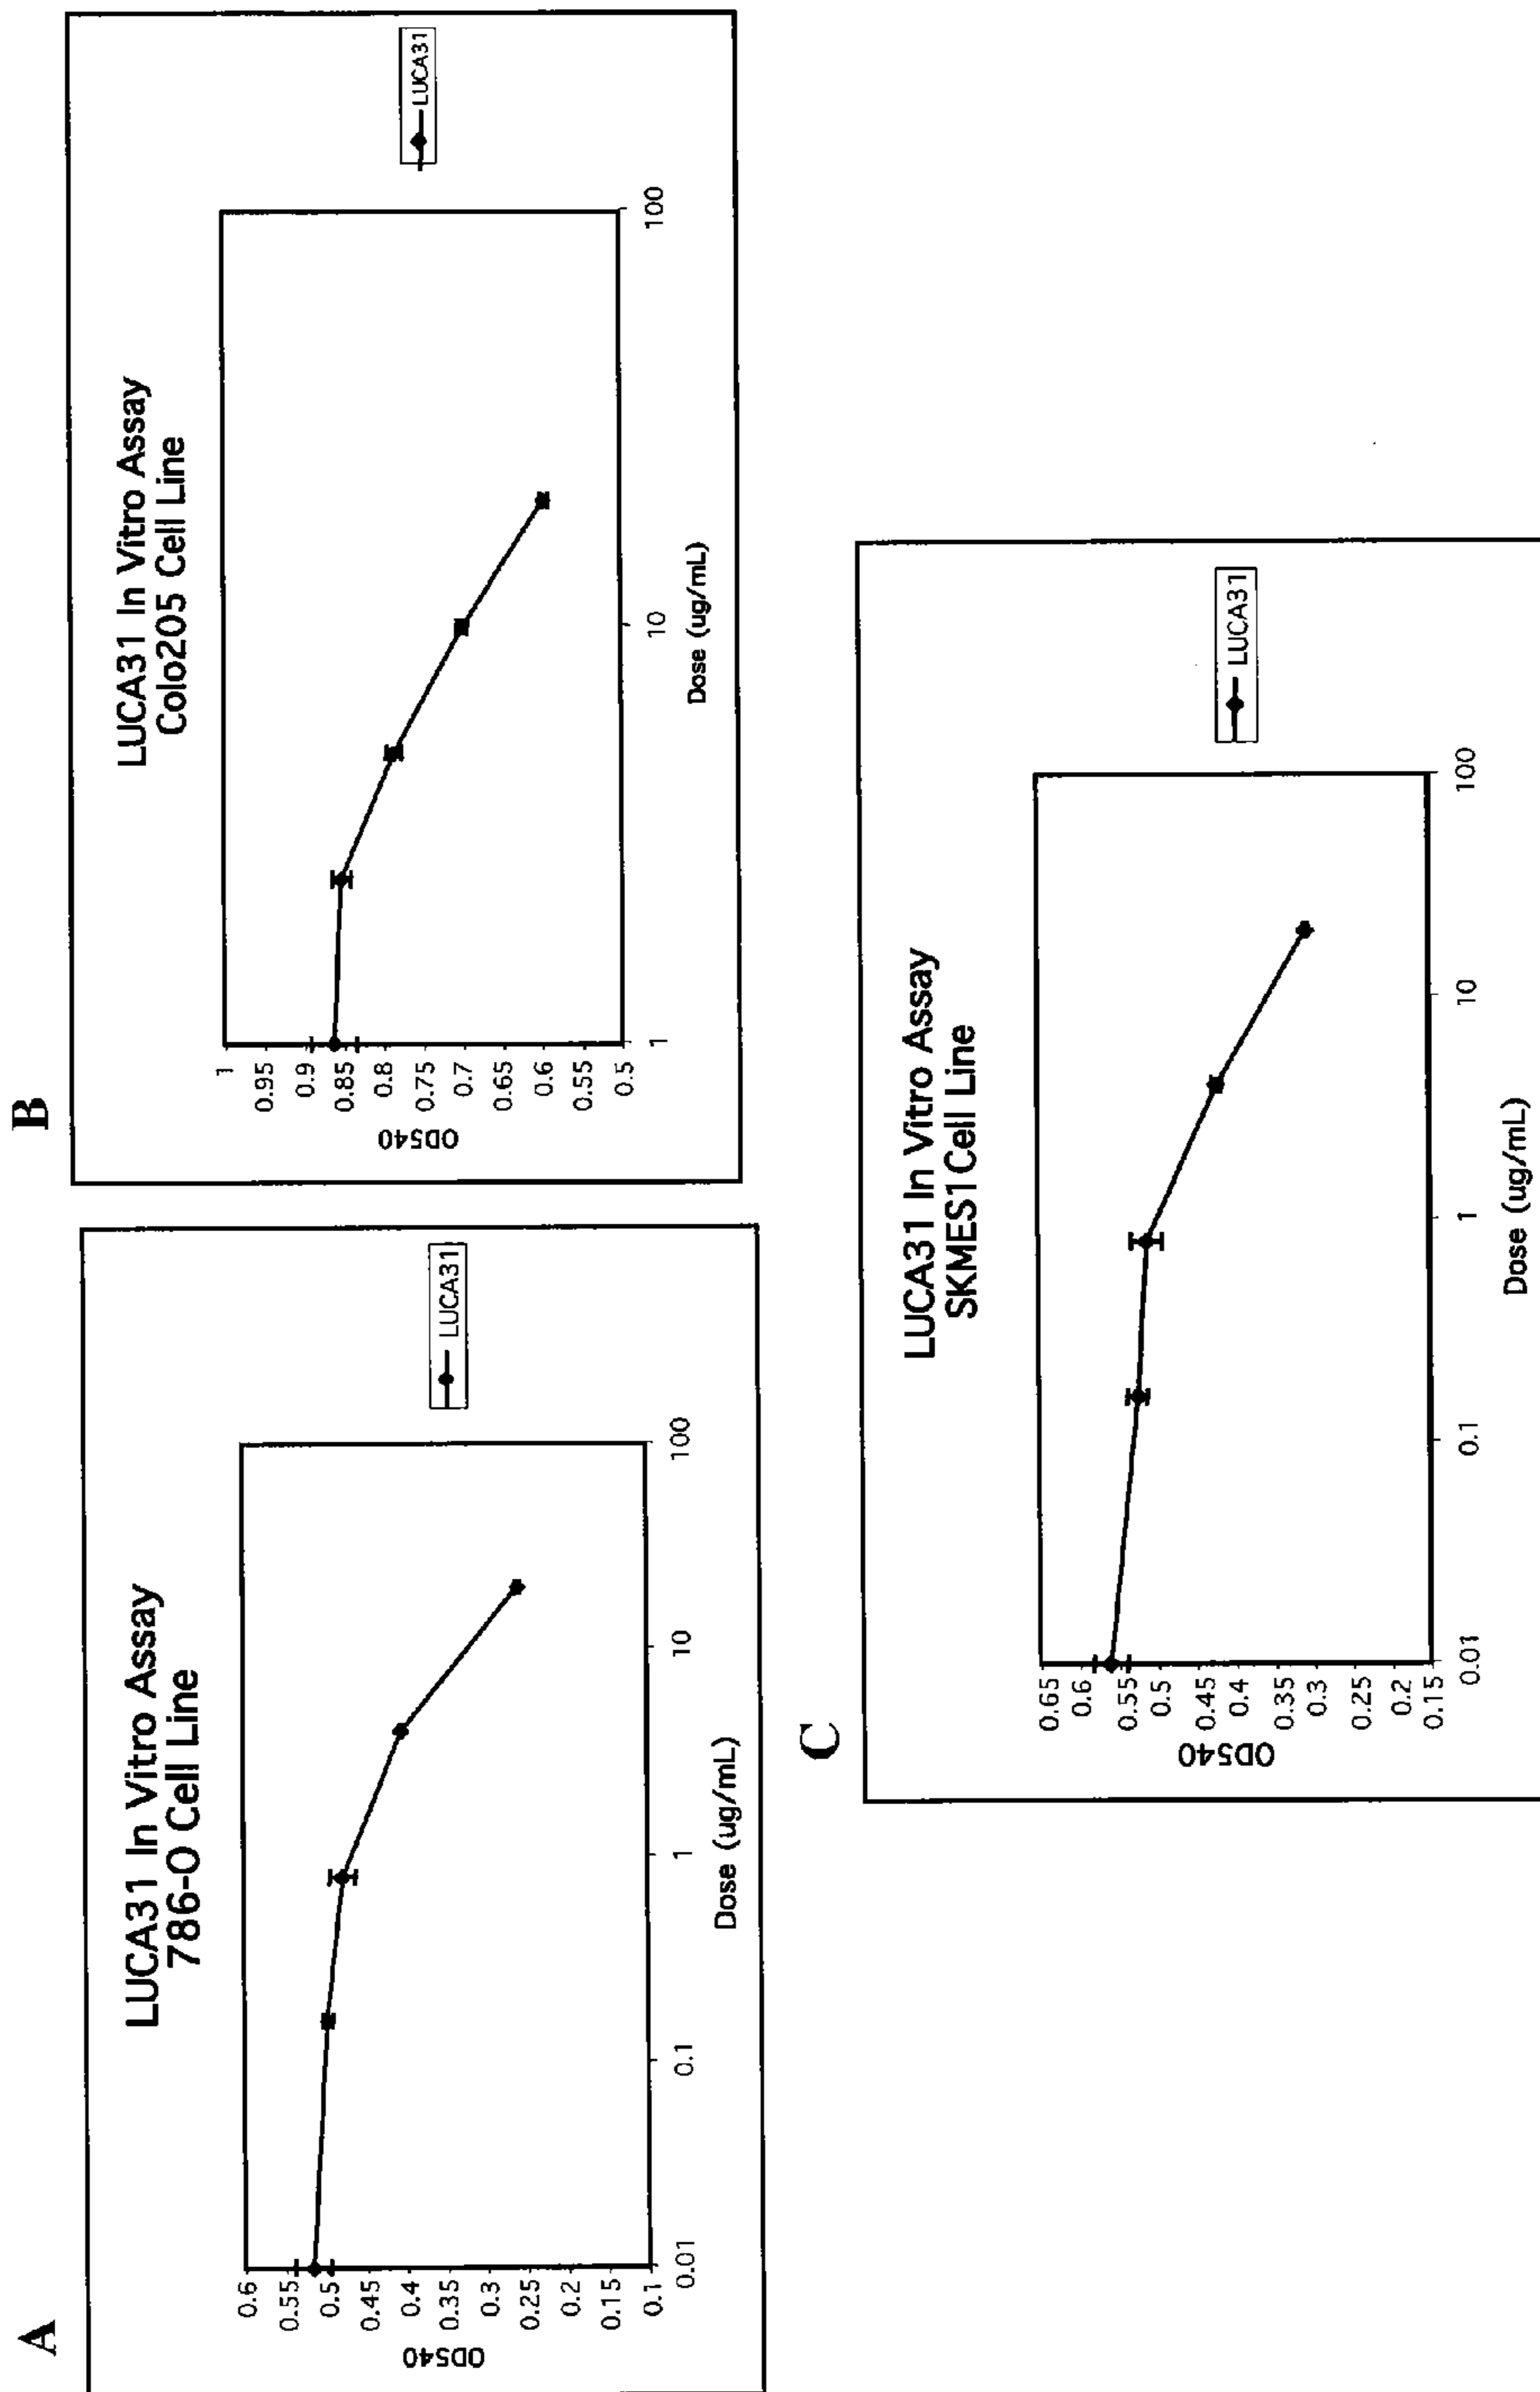 A
LUCA31 In Vitro Assay
786-O Cell Line
OD540
0.6
0.55
0.5
0.45
0.4
0.35
0.3
0.25
0.2
0.15
0.1
0.01
0.1
1
10
100
Dose (ug/mL)
LUCA31
B
LUCA31 In Vitro Assay
Colo205 Cell Line
OD540
1
0.95
0.9
0.85
0.8
0.75
0.7
0.65
0.6
0.55
0.5
1
10
100
Dose (ug/mL)
LUCA31
C
LUCA31 In Vitro Assay
SKMES1Cell Line
OD540
0.65
0.6
0.55
0.5
0.45
0.4
0.35
0.3
0.25
0.2
0.15
0.01
0.1
1
10
100
Dose (ug/mL)
LUCA31